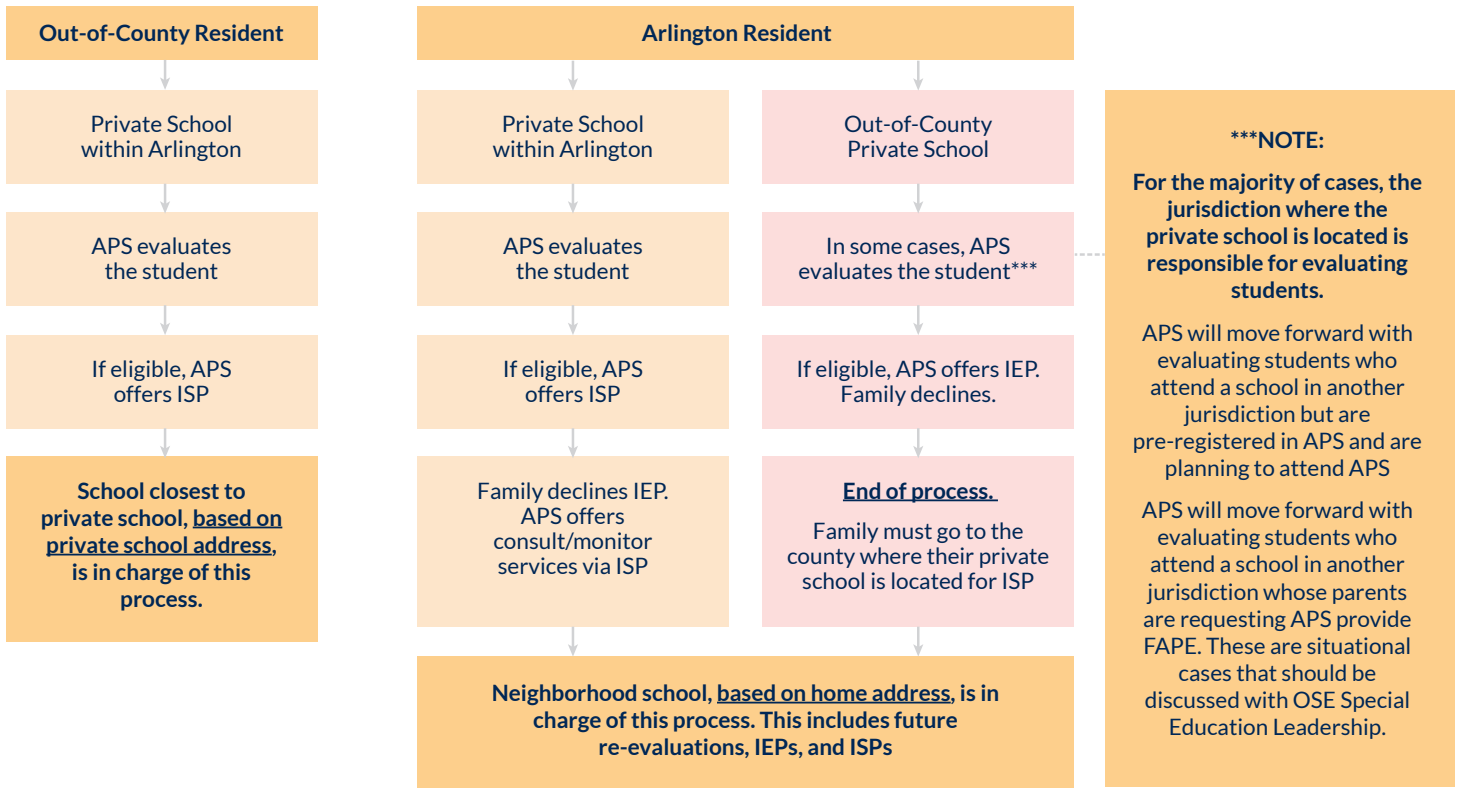 Out-of-County Resident
Private School
within Arlington
APS evaluates
the student
If eligible, APS
offers ISP
School closest to
private school, based on
private school address,
is in charge of this
process.
Arlington Resident
Private School
within Arlington
APS evaluates
the student
If eligible, APS
offers ISP
Family declines IEP.
APS offers
consult/monitor
services via ISP
Out-of-County
Private School
In some cases, APS
evaluates the student***
If eligible, APS offers IEP.
Family declines.
End of process.
Family must go to the
county where their private
school is located for ISP
Neighborhood school, based on home address, is in
charge of this process. This includes future
re-evaluations, IEPs, and ISPs
***NOTE:
For the majority of cases, the
jurisdiction where the
private school is located is
responsible for evaluating
students.
APS will move forward with
evaluating students who
attend a school in another
jurisdiction but are
pre-registered in APS and are
planning to attend APS
APS will move forward with
evaluating students who
attend a school in another
jurisdiction whose parents
are requesting APS provide
FAPE. These are situational
cases that should be
discussed with OSE Special
Education Leadership.